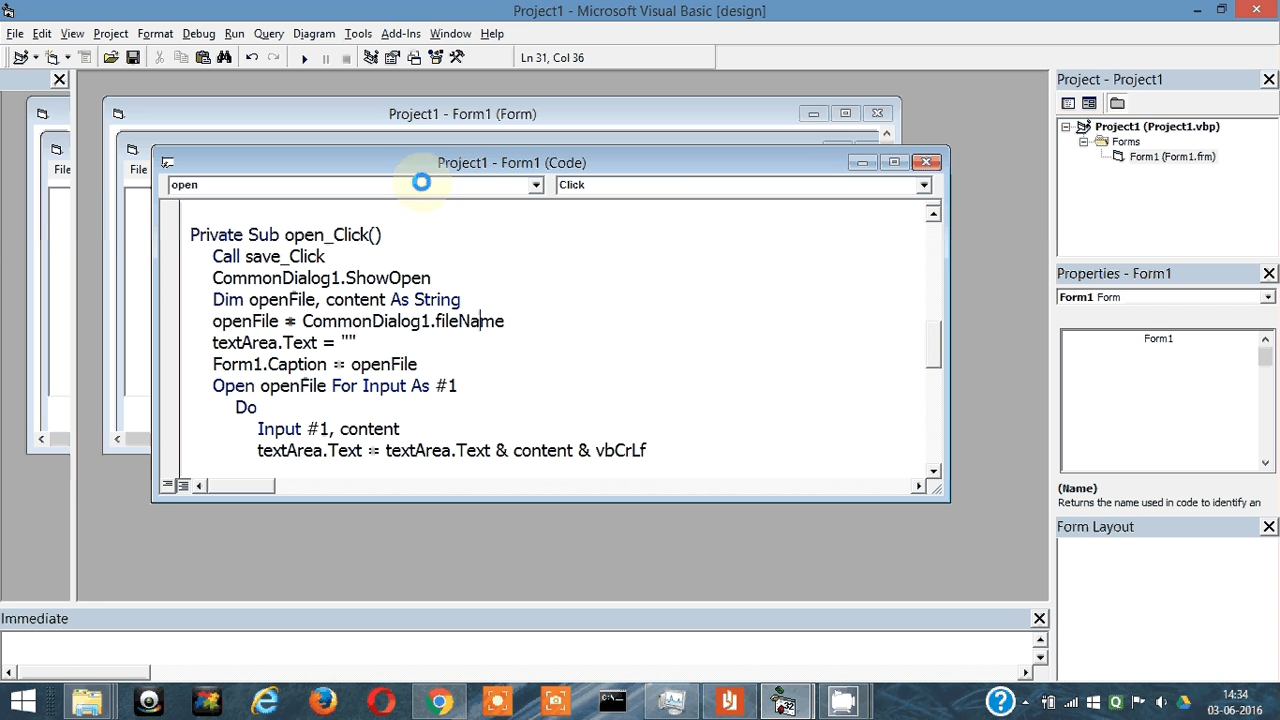 Project1 - Microsoft Visual Basic [design]
File Edit View Project Format Debug Run Query Diagram Tools Add-Ins Window Help
Ln 31, Col 36
Project - Project1
Project1 (Project1.vbp)
Forms
Form1 (Form1.frm)
Project1 - Form1 (Form)
File
File
Project1 - Form1 (Code)
open
Click
Private Sub open_Click()
Call save_Click
CommonDialog1.ShowOpen
Dim openFile, content As String
openFile = CommonDialog1.fileName
textArea.Text = ""
Form1.Caption = openFile
Open openFile For Input As #1
Do
Input #1, content
textArea.Text = textArea.Text & content & vbCrLf
Properties - Form1
Form1 Form
Form1
(Name)
Returns the name used in code to identify an
Form Layout
Immediate
C:\_
14:34
03-06-2016